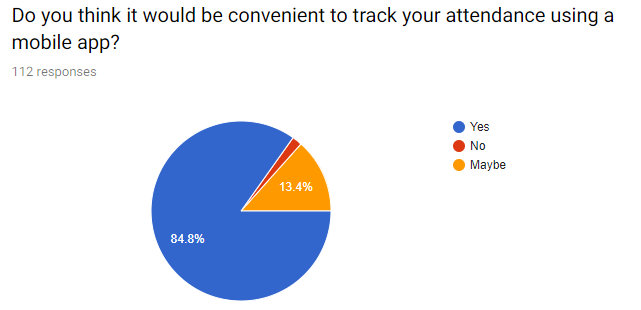 Do you think it would be convenient to track your attendance using a
mobile app?
112 responses
Yes
No
Maybe
13.4%
84.8%